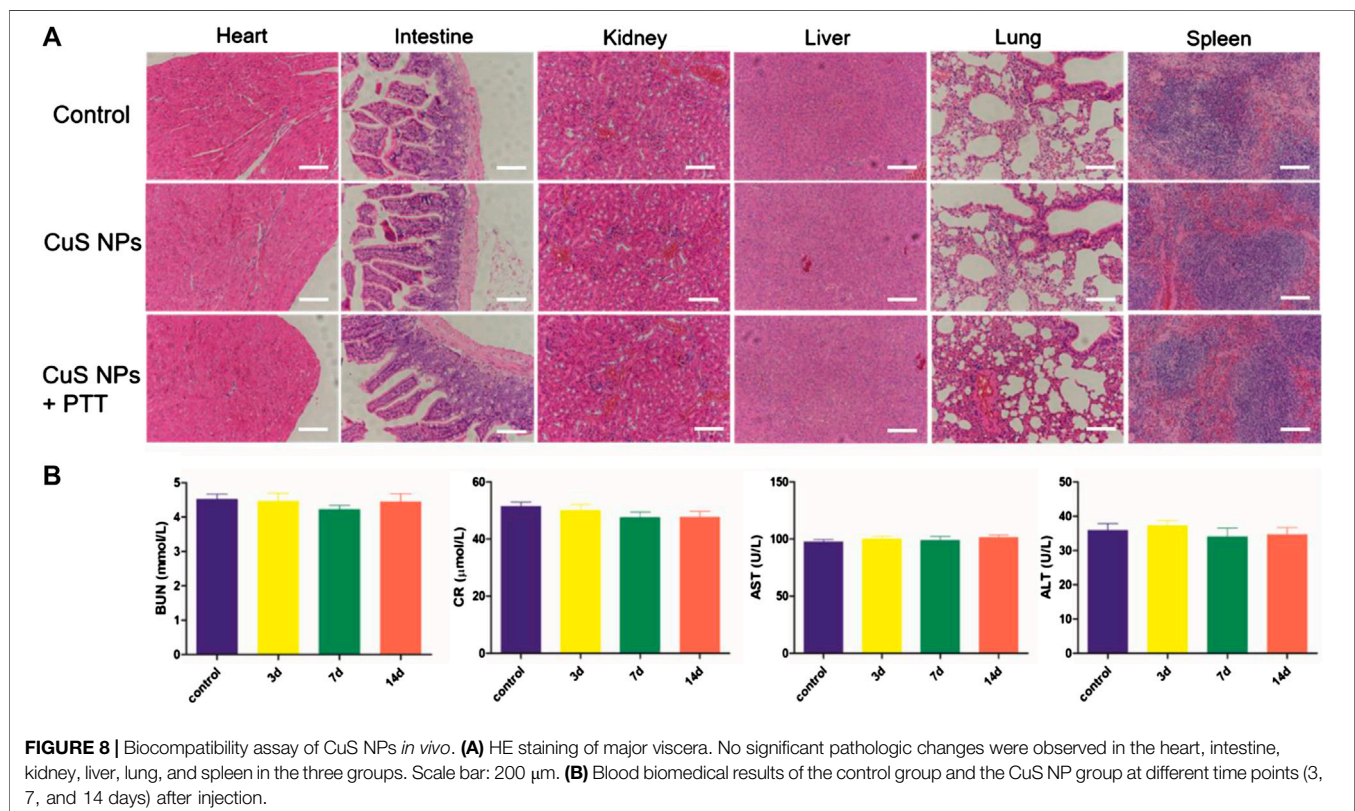 A
Heart Intestine Kidney Liver Lung Spleen
Control
CuS NPs
CuS NPs
+ PTT
B
BUN (mmol/L)
5
4
3
2
1
0
control 3d 7d 14d
CR (μmol/L)
60
40
20
0
control 3d 7d 14d
AST (U/L)
150
100
50
0
control 3d 7d 14d
ALT (U/L)
50
40
30
20
10
0
control 3d 7d 14d
FIGURE 8 | Biocompatibility assay of CuS NPs in vivo. (A) HE staining of major viscera. No significant pathologic changes were observed in the heart, intestine,
kidney, liver, lung, and spleen in the three groups. Scale bar: 200 μm. (B) Blood biomedical results of the control group and the CuS NP group at different time points (3,
7, and 14 days) after injection.